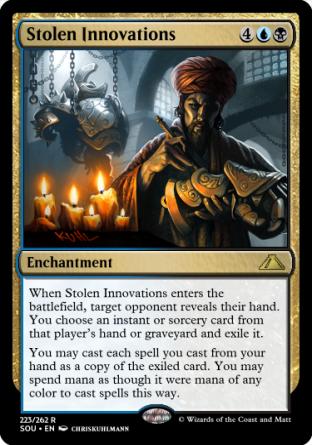 Stolen Innovations 4
KUHL
Enchantment
When Stolen Innovations enters the
battlefield, target opponent reveals their hand.
You choose an instant or sorcery card from
that player's hand or graveyard and exile it.
You may cast each spell you cast from your
hand as a copy of the exiled card. You may
spend mana as though it were mana of any
color to cast spells this way.
223/262 R
SOU • EN CHRISKUHLMANN
© Wizards of the Coast and Matt